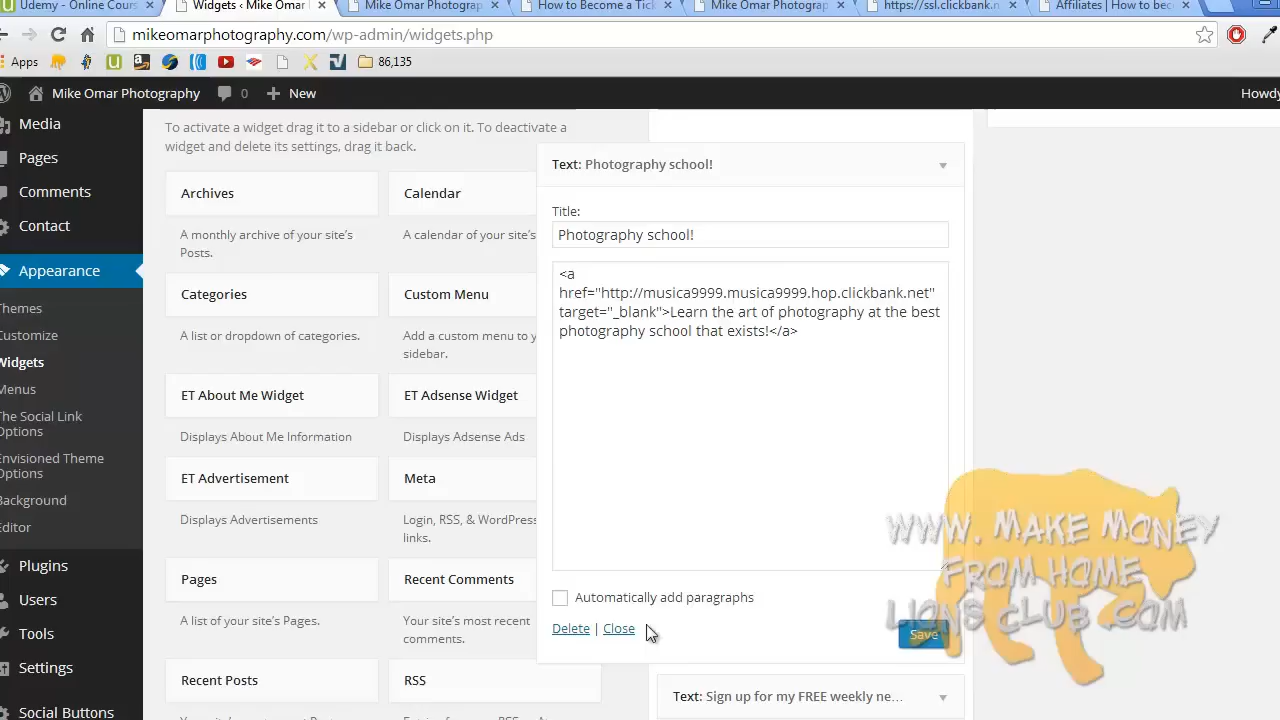 Udemy - Online Cours
Widgets ‹ Mike Omar
Mike Omar Photograp
How to Become a Tick
Mike Omar Photograp
https://ssl.clickbank.n
Affiliates | How to bec
mikeomarphotography.com/wp-admin/widgets.php
Apps
86,135
Mike Omar Photography
0
New
Howdy
Media
Pages
Comments
Contact
Appearance
Themes
Customize
Widgets
Menus
The Social Link
Options
Envisioned Theme
Options
Background
Editor
Plugins
Users
Tools
Settings
Social Buttons
To activate a widget drag it to a sidebar or click on it. To deactivate a
widget and delete its settings, drag it back.
Archives
A monthly archive of your site's
Posts.
Calendar
A calendar of your site's
Categories
A list or dropdown of categories.
Custom Menu
Add a custom menu to y
sidebar.
ET About Me Widget
Displays About Me Information
ET Adsense Widget
Displays Adsense Ads
ET Advertisement
Displays Advertisements
Meta
Login, RSS, & WordPress
links.
Pages
A list of your site's Pages.
Recent Comments
Your site's most recent
comments.
Recent Posts
RSS
Text: Photography school!
Title:
Photography school!
<a
href="http://musica9999.musica9999.hop.clickbank.net"
target="_blank">Learn the art of photography at the best
photography school that exists!</a>
Automatically add paragraphs
Delete | Close
Save
Text: Sign up for my FREE weekly ne…
WWW. MAKE MONEY
FROM HOME
LIONS CLUB .COM